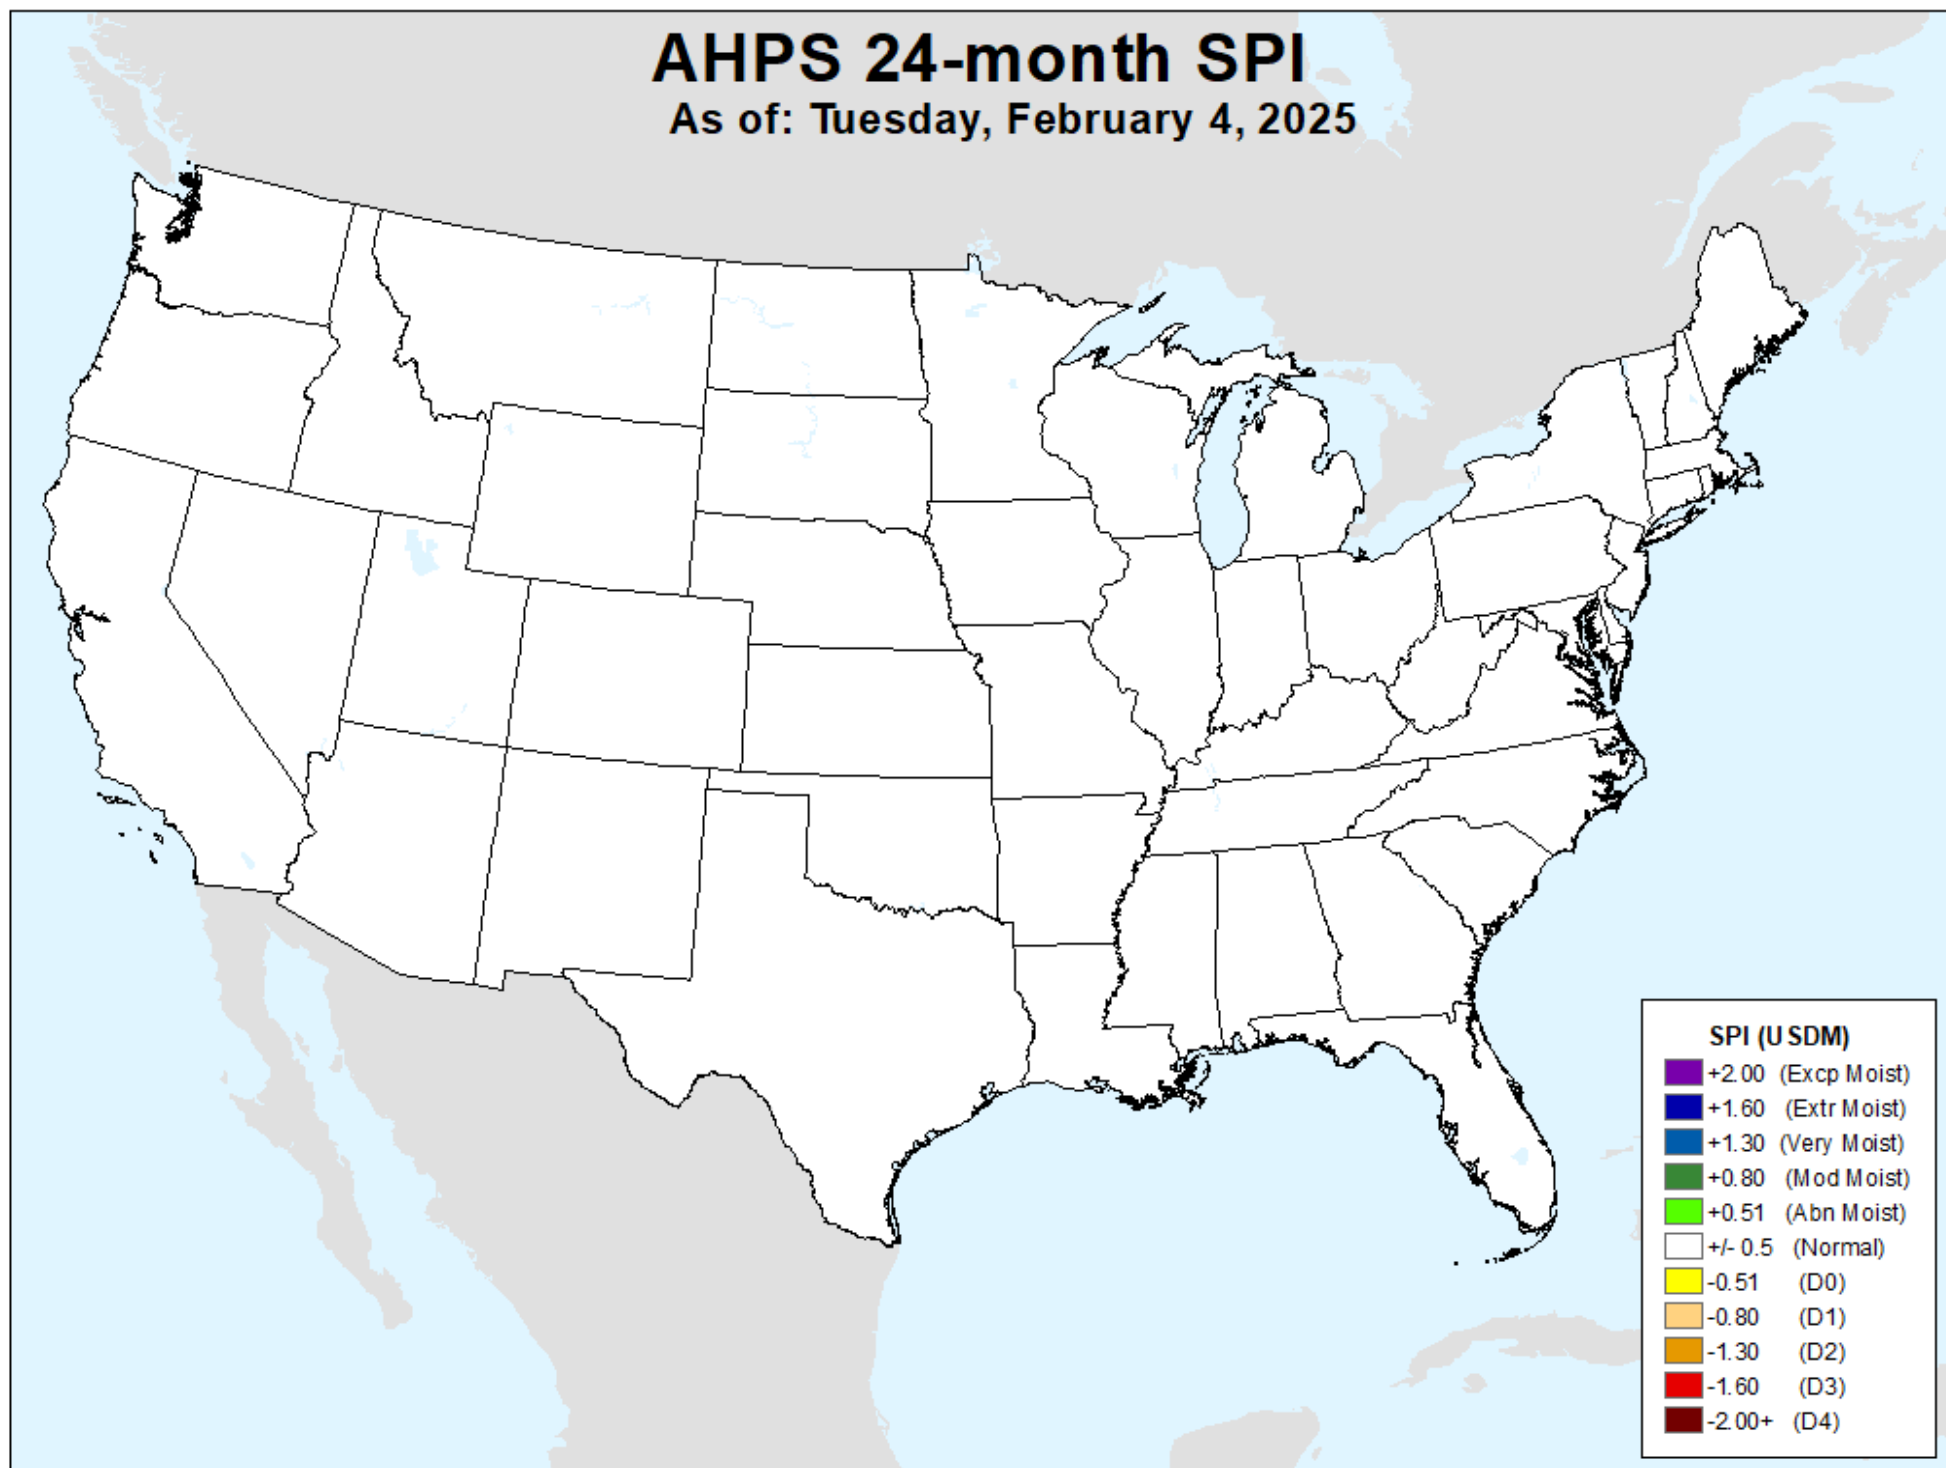 AHPS 24-month SPI
As of: Tuesday, February 4, 2025
SPI (USDM)
+2.00 (Excp Moist)
+1.60 (Extr Moist)
+1.30 (Very Moist)
+0.80 (Mod Moist)
+0.51 (Abn Moist)
+/- 0.5 (Normal)
-0.51 (D0)
-0.80 (D1)
-1.30 (D2)
-1.60 (D3)
-2.00+ (D4)